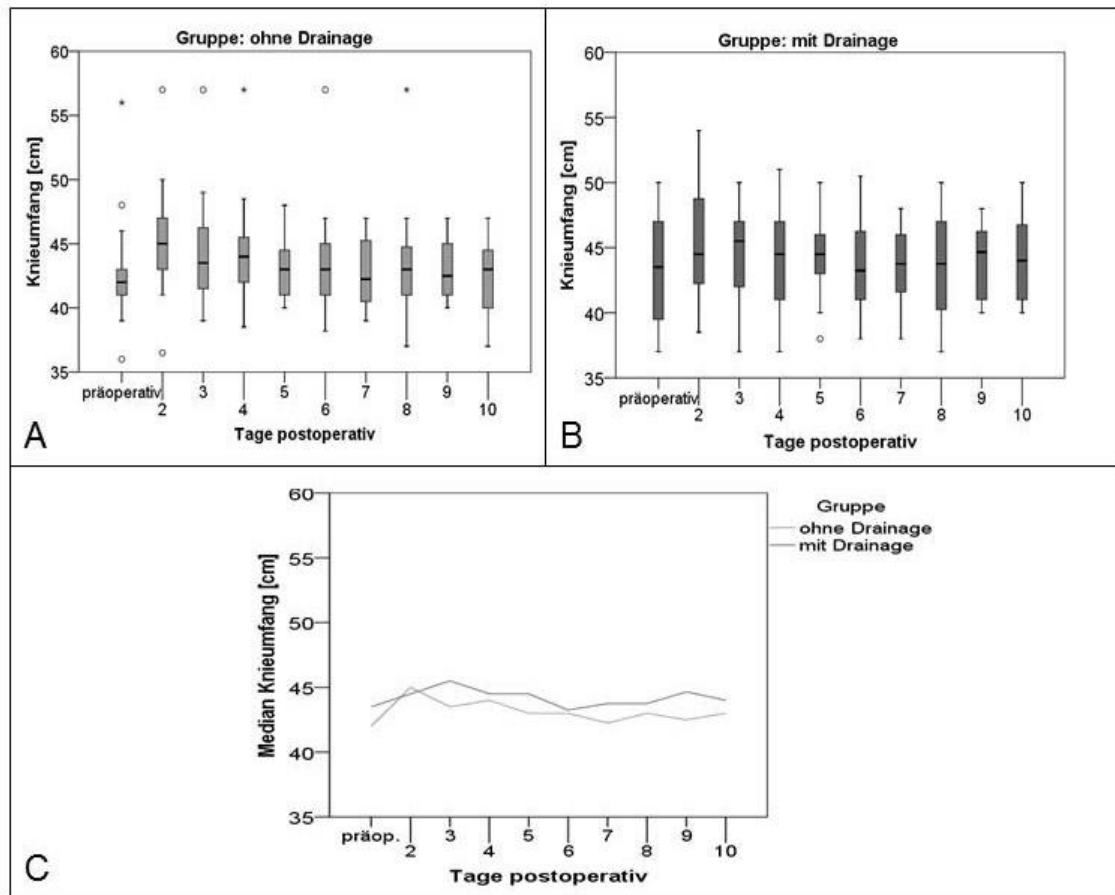 Gruppe: ohne Drainage
60
55
50
45
40
35
Knieumfang [cm]
präoperativ 3 5 7 9
2 4 6 8 10
Tage postoperativ
A
Gruppe: mit Drainage
60
55
50
45
40
35
Knieumfang [cm]
präoperativ 3 5 7 9
2 4 6 8 10
Tage postoperativ
B
60
55
50
45
40
35
Median Knieumfang [cm]
präop. 3 5 7 9
2 4 6 8 10
Tage postoperativ
Gruppe
ohne Drainage
mit Drainage
C